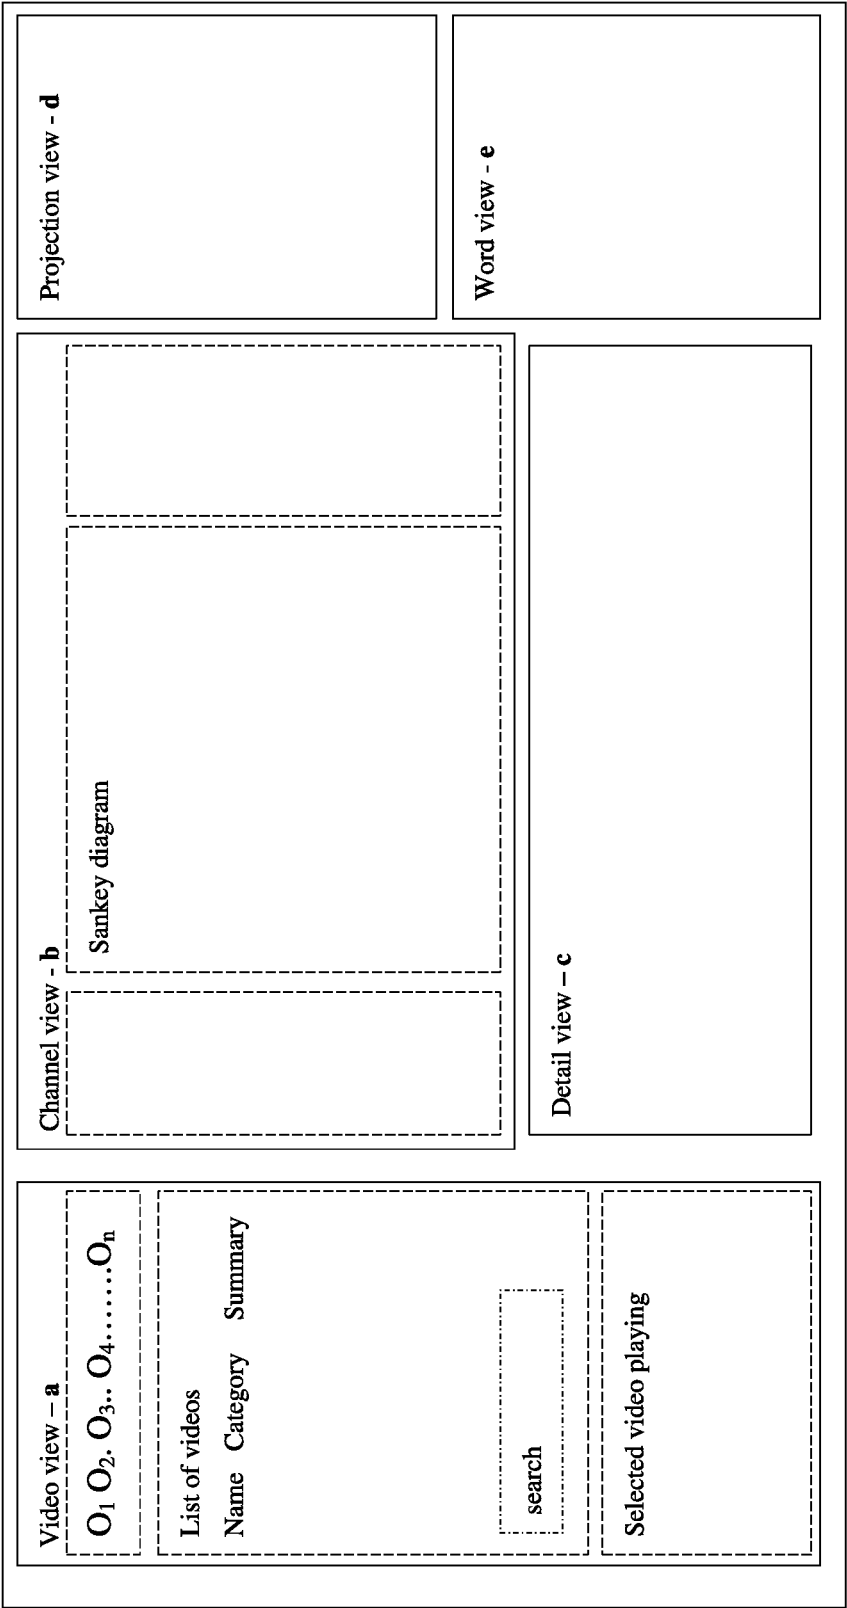 Video view – a
O1 O2. O3.. O4.......On
List of videos
Name Category Summary
search
Selected video playing
Channel view - b
Sankey diagram
Detail view – c
Projection view - d
Word view - e